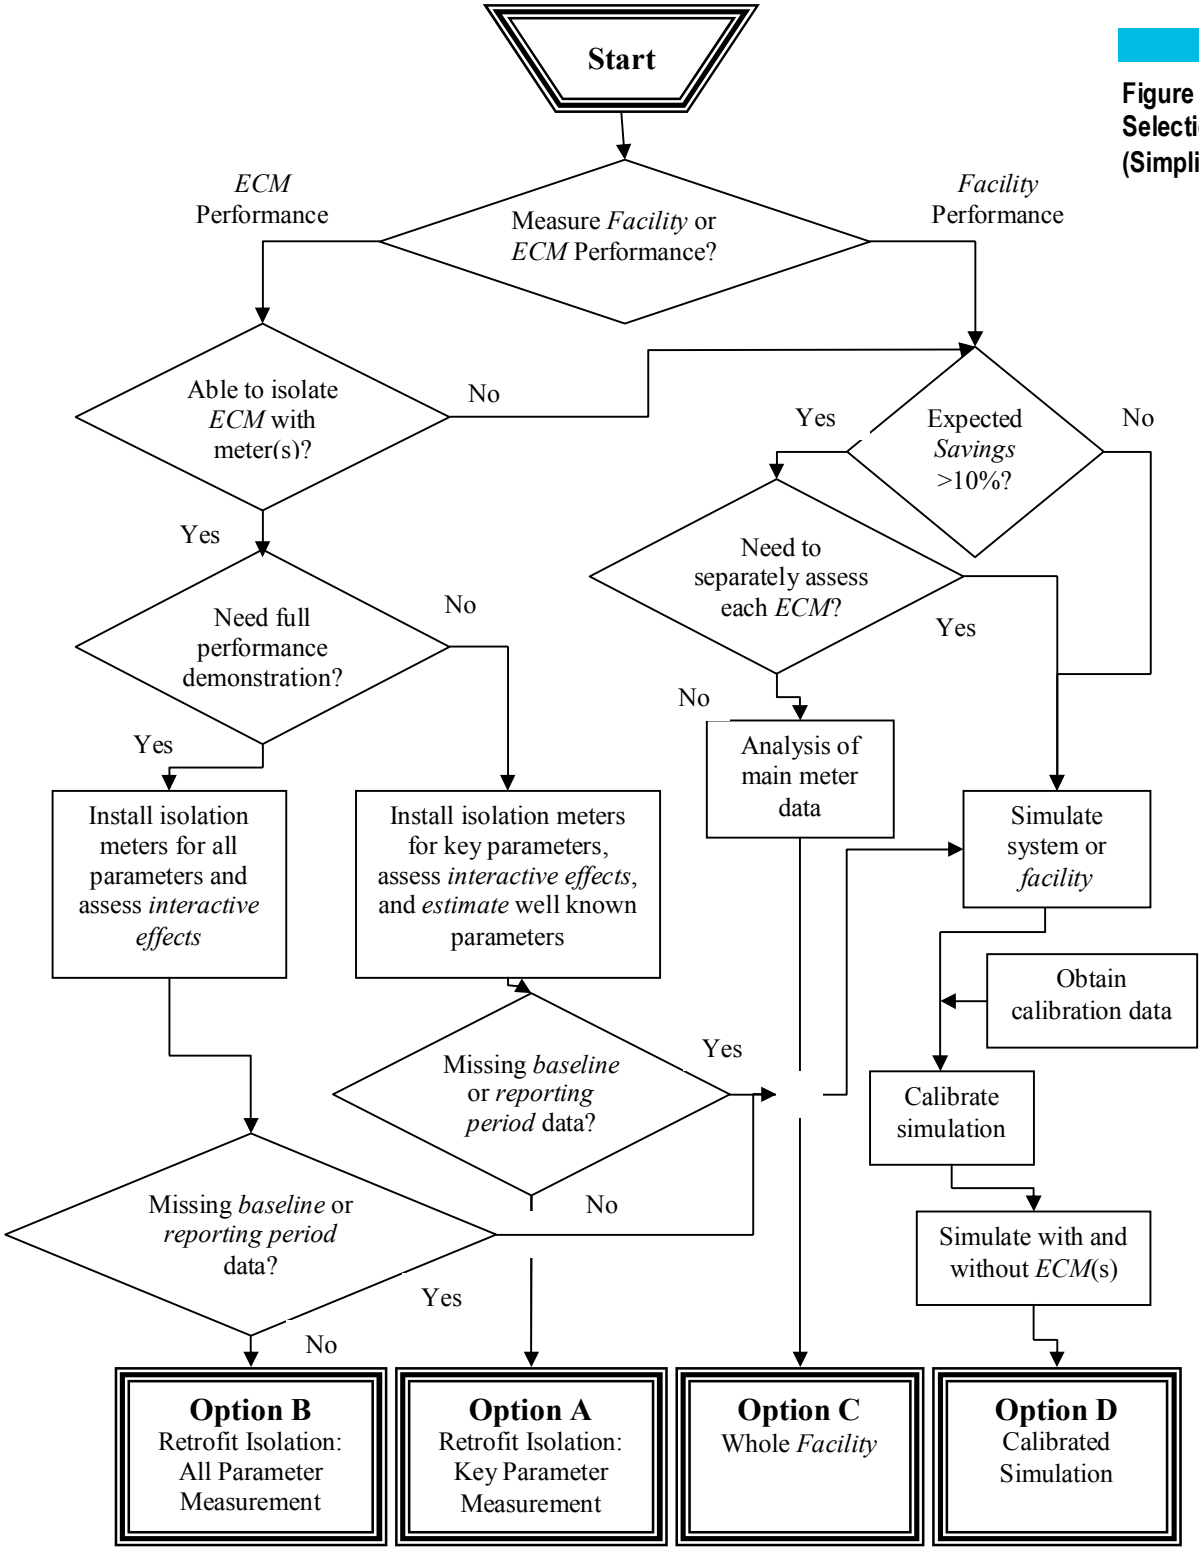 Start
Figure
Selecti
(Simpli
ECM
Performance
Facility
Performance
Measure Facility or
ECM Performance?
Able to isolate
ECM with
meter(s)?
No
Yes
Expected
Savings
>10%?
No
Yes
Need to
separately assess
each ECM?
Yes
No
Need full
performance
demonstration?
No
Yes
Analysis of
main meter
data
Install isolation
meters for all
parameters and
assess interactive
effects
Install isolation meters
for key parameters,
assess interactive effects,
and estimate well known
parameters
Simulate
system or
facility
Obtain
calibration data
Missing baseline
or reporting
period data?
Yes
No
Calibrate
simulation
Missing baseline or
reporting period
data?
Yes
No
Simulate with and
without ECM(s)
Option B
Retrofit Isolation:
All Parameter
Measurement
Option A
Retrofit Isolation:
Key Parameter
Measurement
Option C
Whole Facility
Option D
Calibrated
Simulation